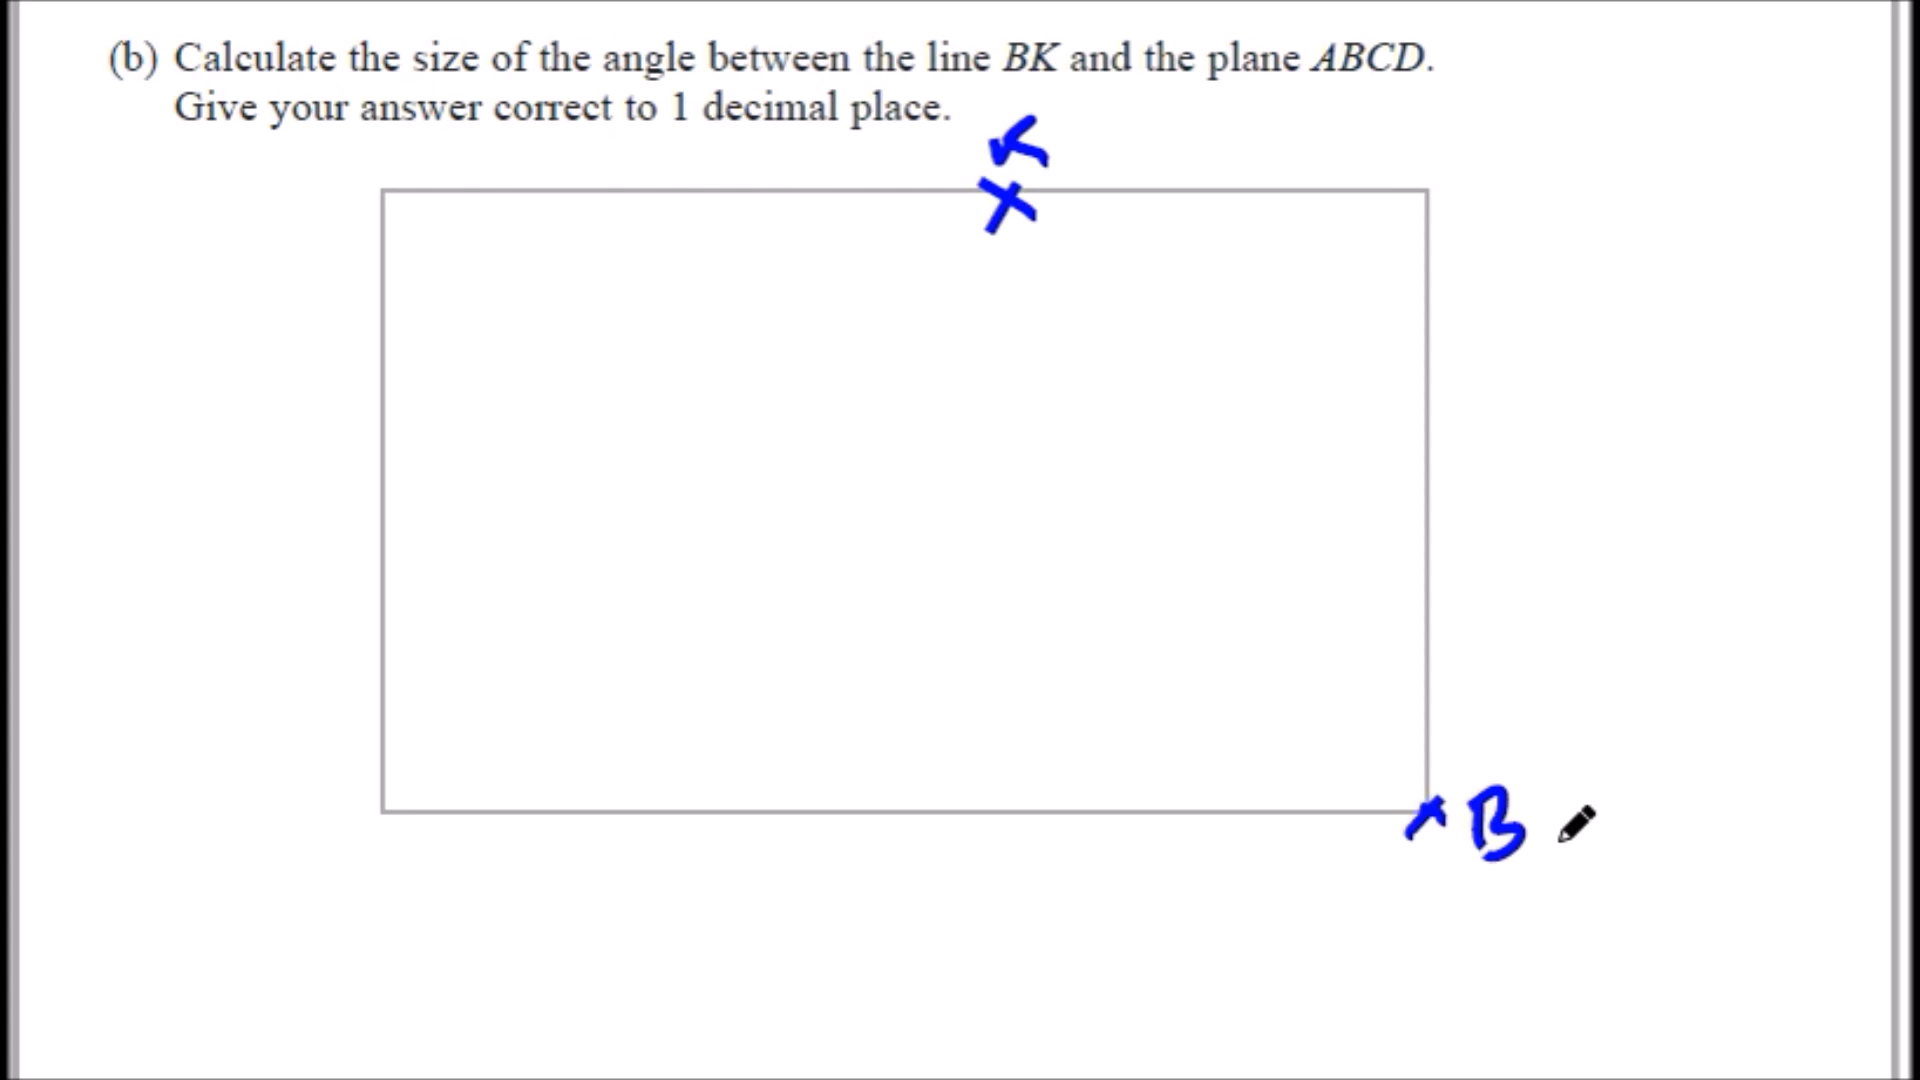 (b) Calculate the size of the angle between the line BK and the plane ABCD.
Give your answer correct to 1 decimal place.
K
B